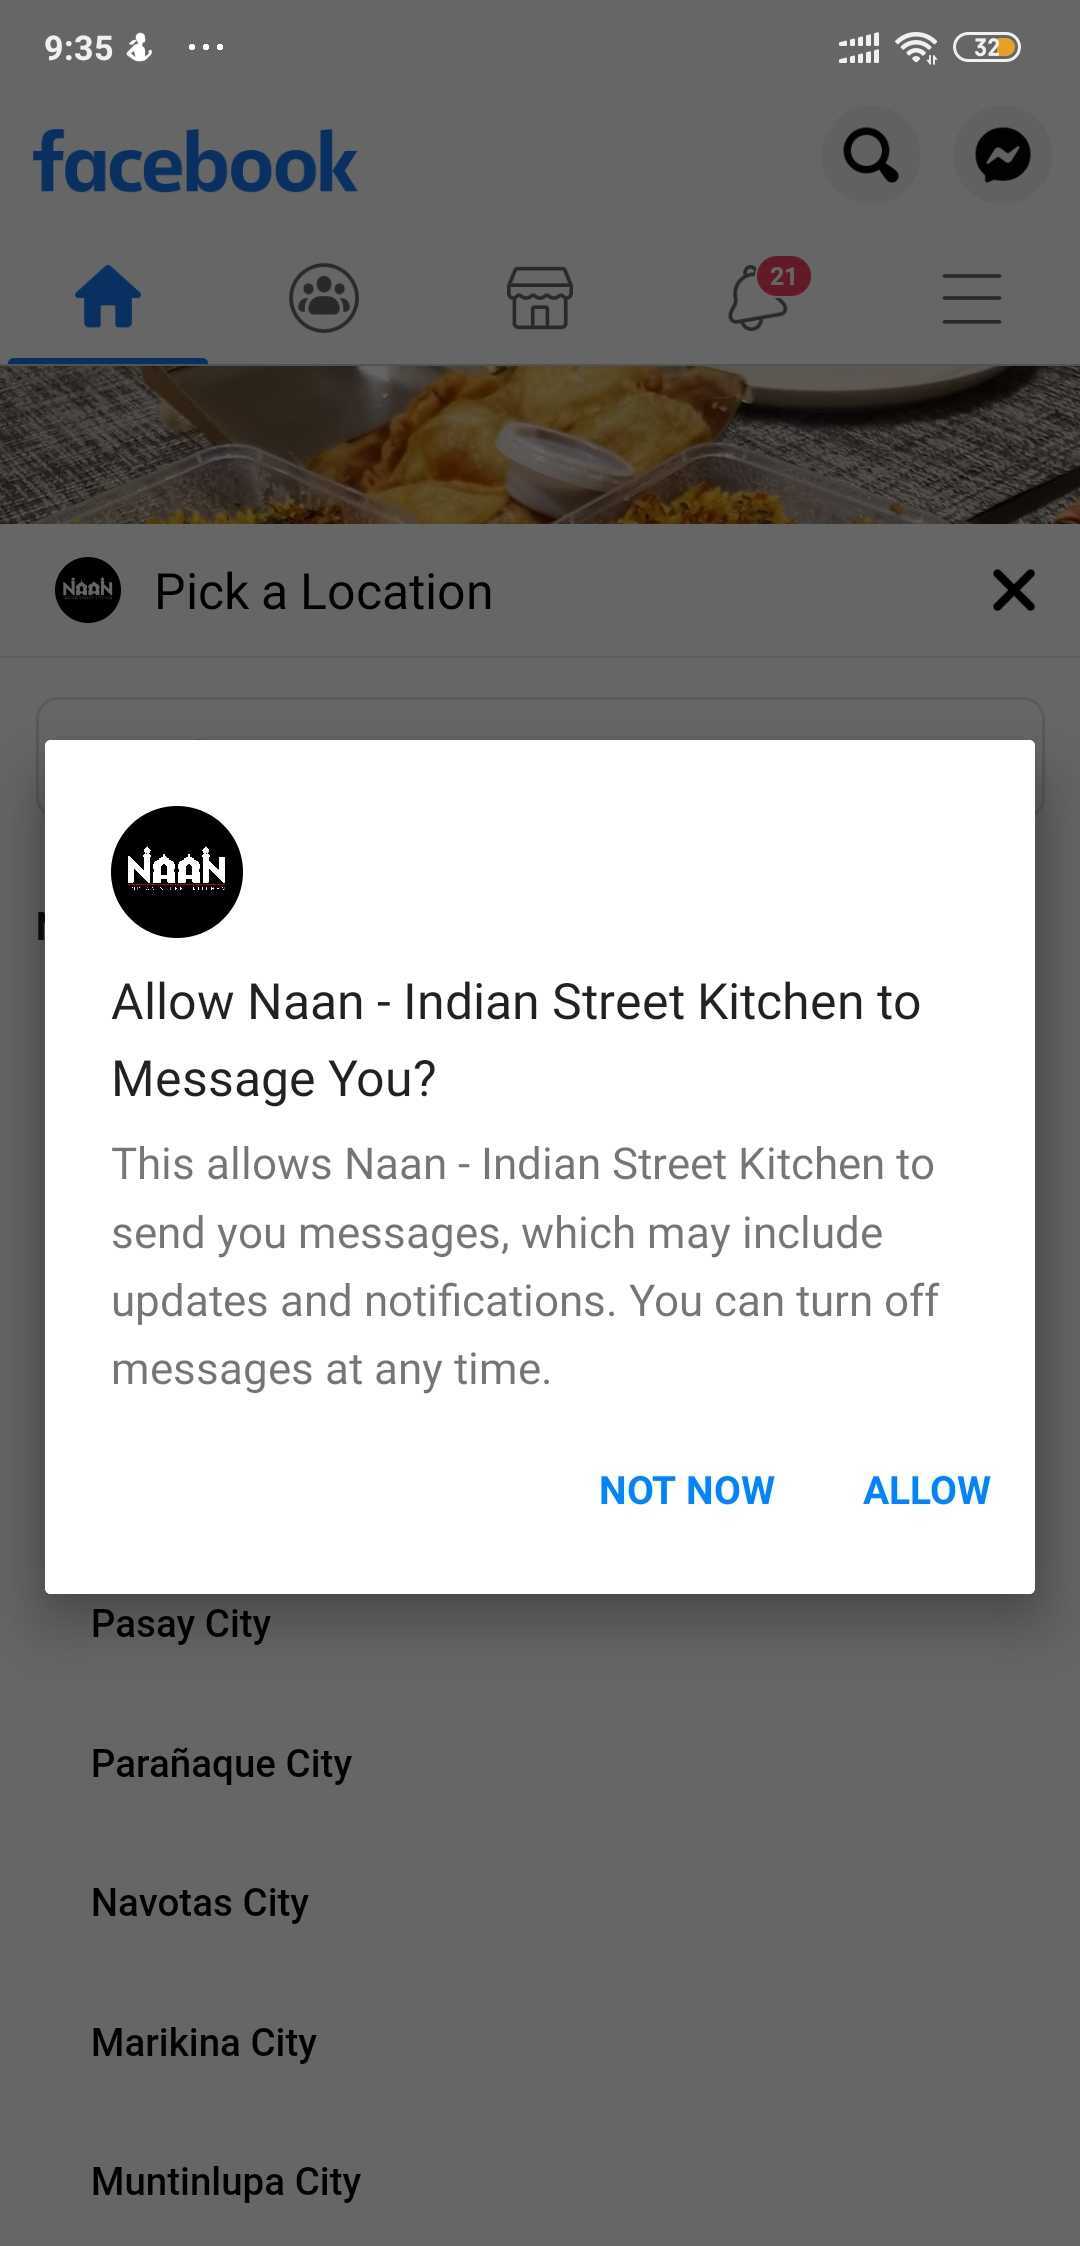 9:35
32
facebook
21
NAAN
Pick a Location
NAAN
Allow Naan - Indian Street Kitchen to
Message You?
This allows Naan - Indian Street Kitchen to
send you messages, which may include
updates and notifications. You can turn off
messages at any time.
NOT NOW ALLOW
Pasay City
Parañaque City
Navotas City
Marikina City
Muntinlupa City